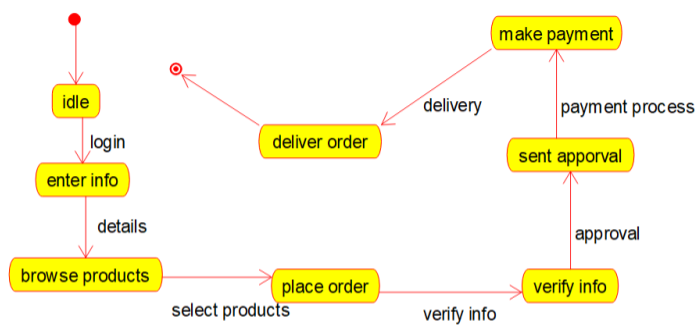 make payment
idle
delivery
payment process
login
deliver order
sent apporval
enter info
details
approval
browse products
place order
verify info
select products
verify info